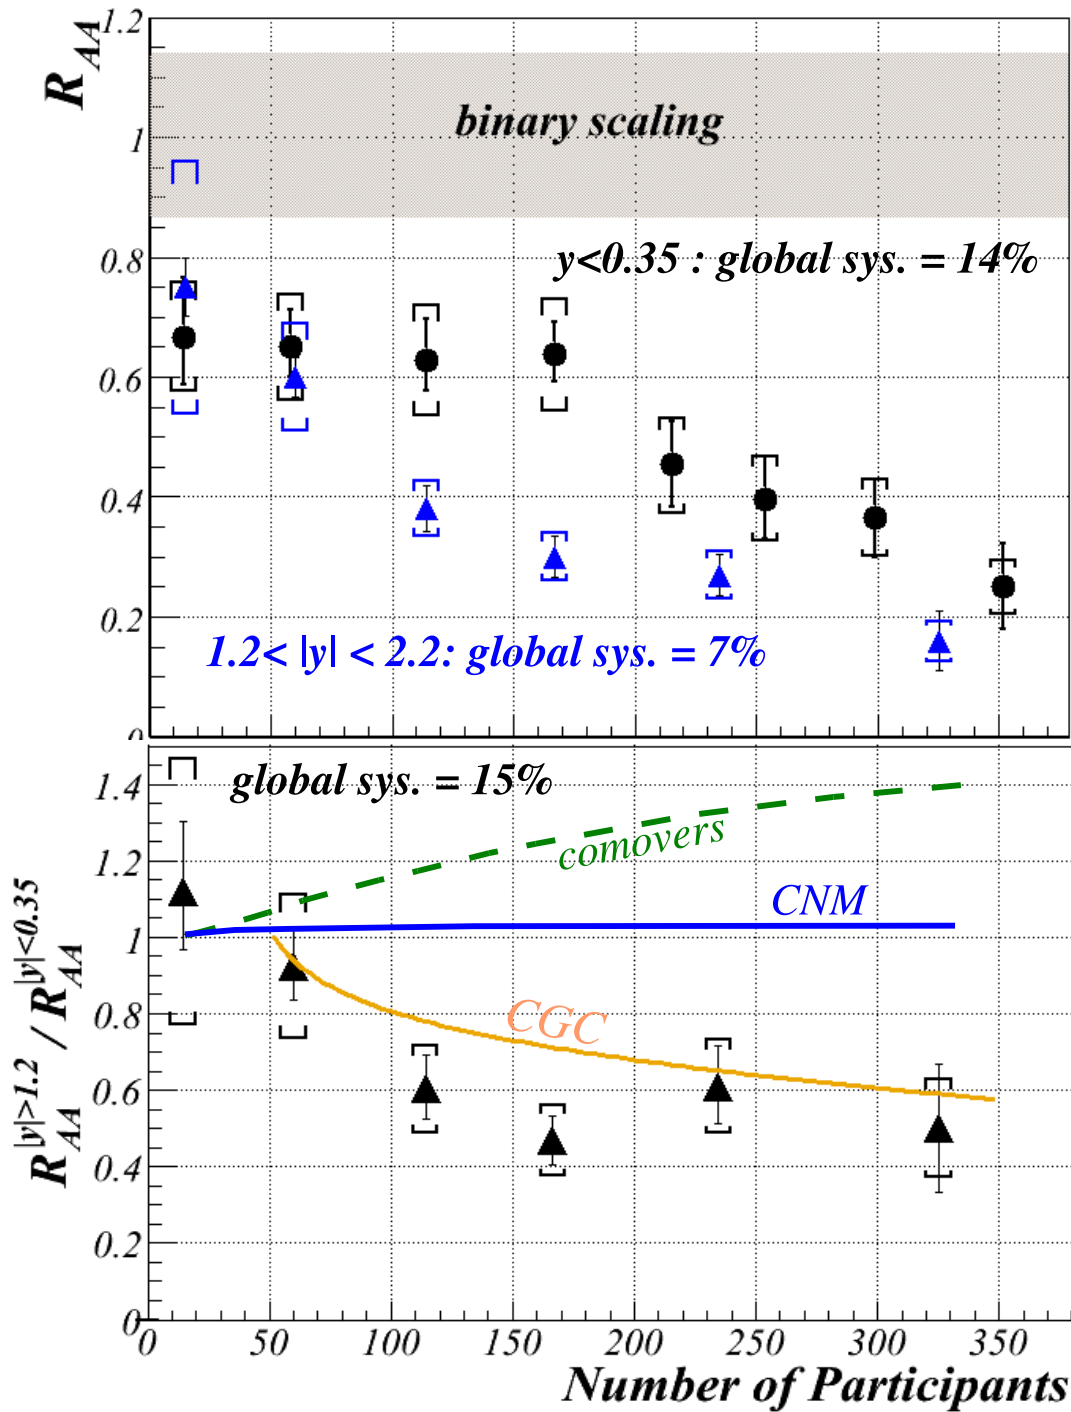 R_AA
1.2
binary scaling
1
y<0.35 : global sys. = 14%
0.8
0.6
0.4
0.2
1.2< |y| < 2.2: global sys. = 7%
0
global sys. = 15%
1.4
comovers
1.2
CNM
1
CGC
0.8
0.6
0.4
0.2
0
R_AA^|y|>1.2 / R_AA^|y|<0.35
0 50 100 150 200 250 300 350
Number of Participants